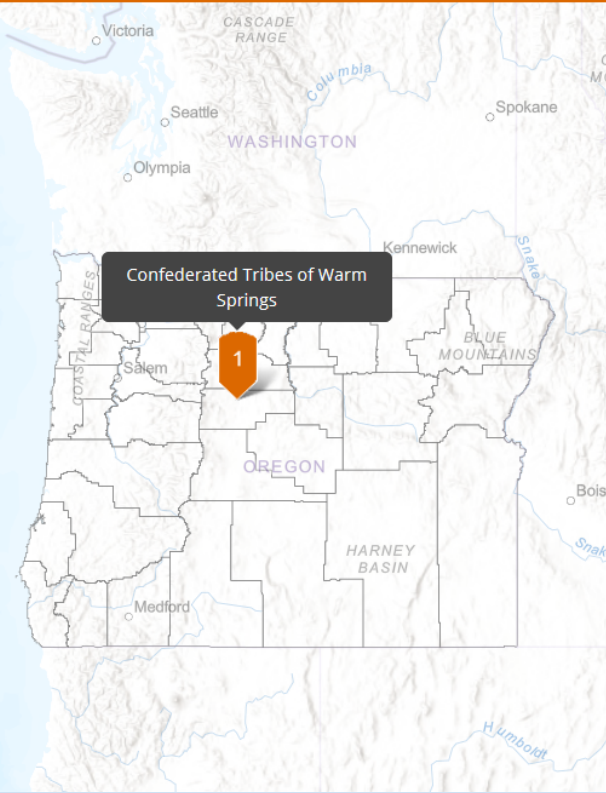 Victoria
CASCADE
RANGE
Columbia
Seattle
Spokane
WASHINGTON
Olympia
Kennewick
Snake
Confederated Tribes of Warm
Springs
COASTAL RANGES
1
BLUE
MOUNTAINS
Salem
OREGON
Bois
HARNEY
BASIN
Snak
Medford
Humboldt